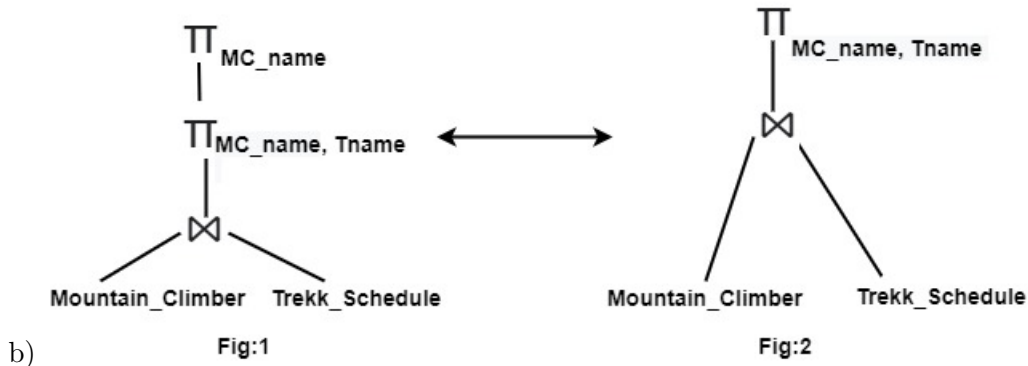 ∏ MC_name
∏ MC_name, Tname
⋈
Mountain_Climber Trekk_Schedule
Fig:1
∏ MC_name, Tname
⋈
Mountain_Climber Trekk_Schedule
Fig:2
b)